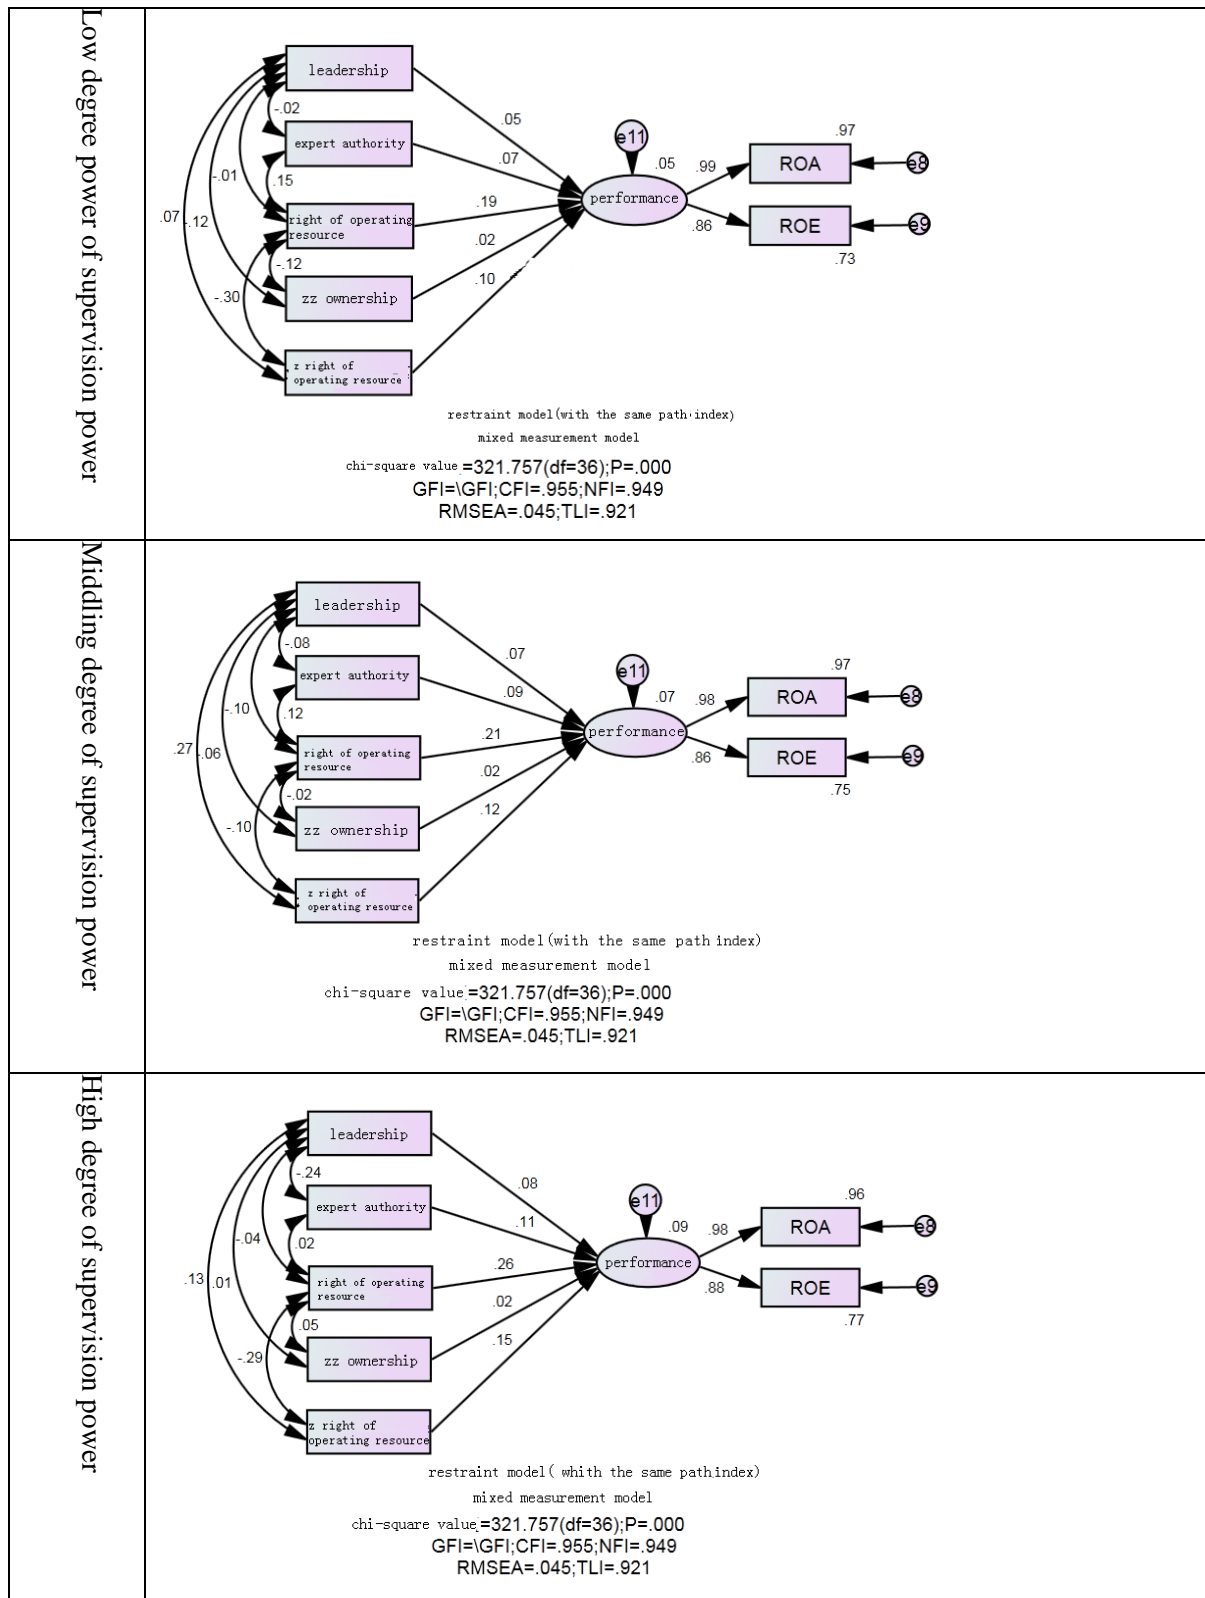 Low degree power of supervision power
leadership
expert authority
right of operating
resource
zz ownership
z right of
operating resource
-.02
.15
-.12
-.01
.07
-.12
-.30
.05
.07
.19
.02
.10
e11
.05
performance
.99
.86
.97
ROA
e8
ROE
e9
.73
restraint model(with the same path index)
mixed measurement model
chi-square value=321.757(df=36);P=.000
GFI=\GFI;CFI=.955;NFI=.949
RMSEA=.045;TLI=.921
Middling degree of supervision power
leadership
expert authority
right of operating
resource
zz ownership
z right of
operating resource
-.08
.12
-.02
-.10
.27
-.06
-.10
.07
.09
.21
.02
.12
e11
.07
performance
.98
.86
.97
ROA
e8
ROE
e9
.75
restraint model(with the same path index)
mixed measurement model
chi-square value=321.757(df=36);P=.000
GFI=\GFI;CFI=.955;NFI=.949
RMSEA=.045;TLI=.921
High degree of supervision power
leadership
expert authority
right of operating
resource
zz ownership
z right of
operating resource
-.24
.02
.05
-.04
.13
.01
-.29
.08
.11
.26
.02
.15
e11
.09
performance
.98
.88
.96
ROA
e8
ROE
e9
.77
restraint model( whith the same path index)
mixed measurement model
chi-square value=321.757(df=36);P=.000
GFI=\GFI;CFI=.955;NFI=.949
RMSEA=.045;TLI=.921